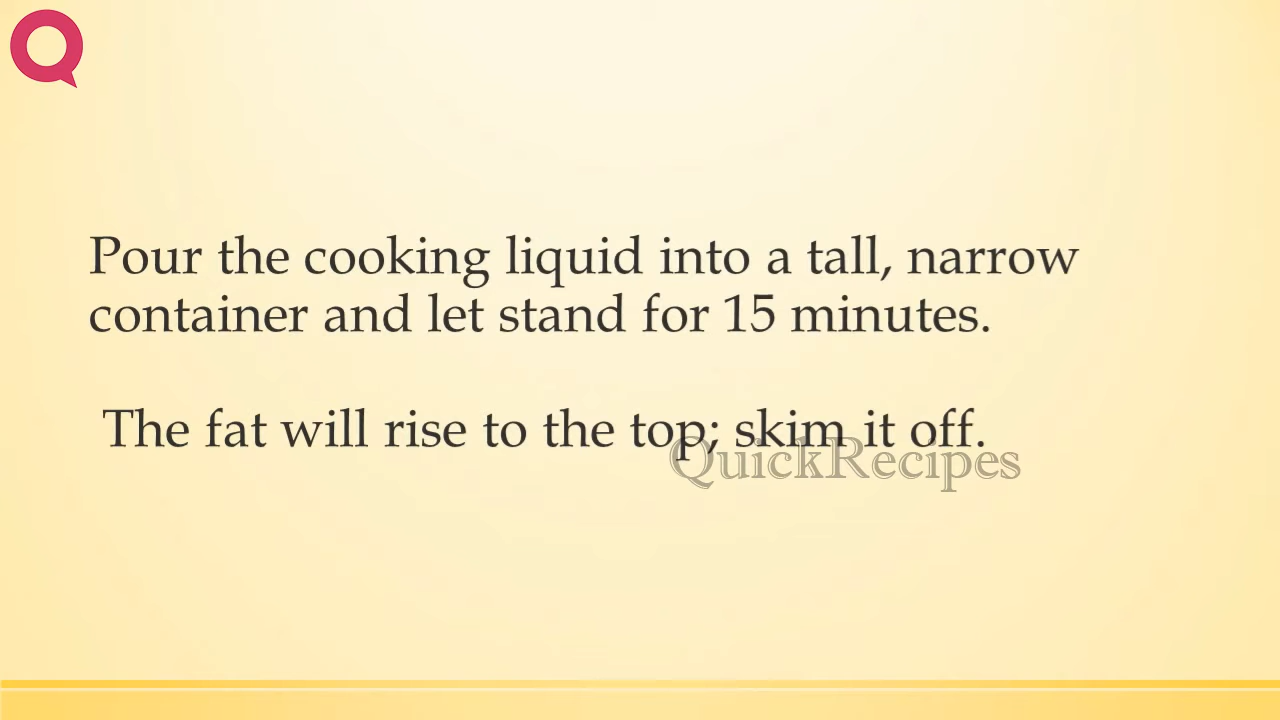 Pour the cooking liquid into a tall, narrow
container and let stand for 15 minutes.
The fat will rise to the top; skim it off.
QuickRecipes